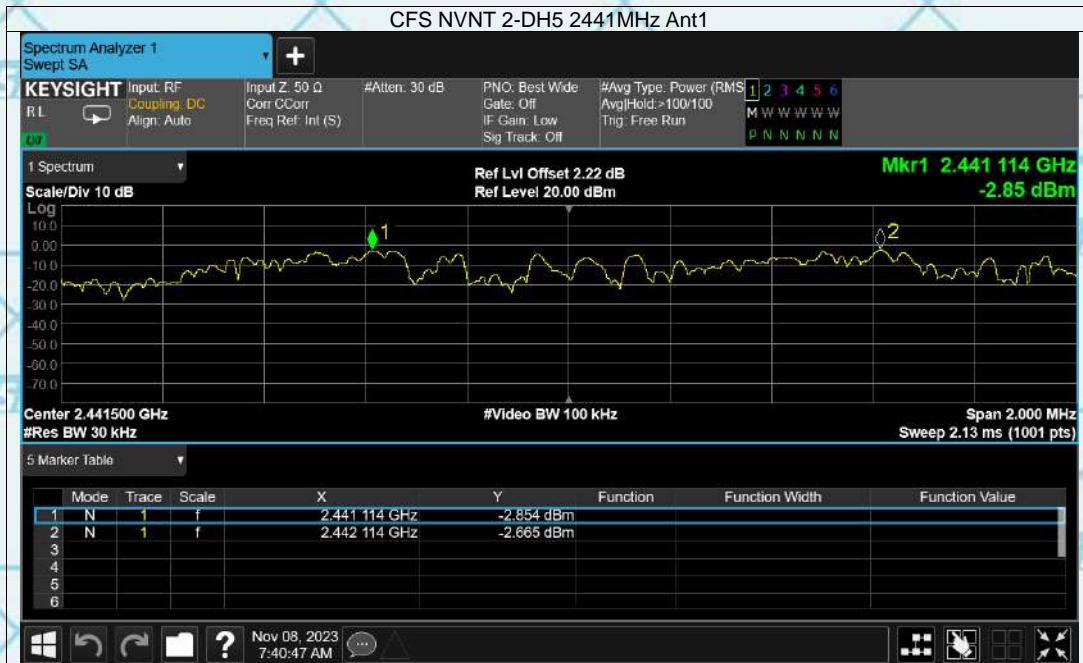 CFS NVNT 2-DH5 2441MHz Ant1
Spectrum Analyzer 1
Swept SA
+
KEYSIGHT Input: RF Input Z: 50 Ω #Atten: 30 dB PNO: Best Wide #Avg Type: Power (RMS 1 2 3 4 5 6
R L Coupling: DC Corr CCorr Gate: Off Avg|Hold:>100/100 M W W W W W
Align: Auto Freq Ref: Int (S) IF Gain: Low Trig: Free Run
LXI Sig Track: Off P N N N N N
1 Spectrum Ref Lvl Offset 2.22 dB Mkr1 2.441 114 GHz
Scale/Div 10 dB Ref Level 20.00 dBm -2.85 dBm
Log
10.0
1 2
0.00
-10.0
-20.0
-30.0
-40.0
-50.0
-60.0
-70.0
Center 2.441500 GHz #Video BW 100 kHz Span 2.000 MHz
#Res BW 30 kHz Sweep 2.13 ms (1001 pts)
5 Marker Table
Mode Trace Scale X Y Function Function Width Function Value
1 N 1 f 2.441 114 GHz -2.854 dBm
2 N 1 f 2.442 114 GHz -2.665 dBm
3
4
5
6
? Nov 08, 2023
7:40:47 AM